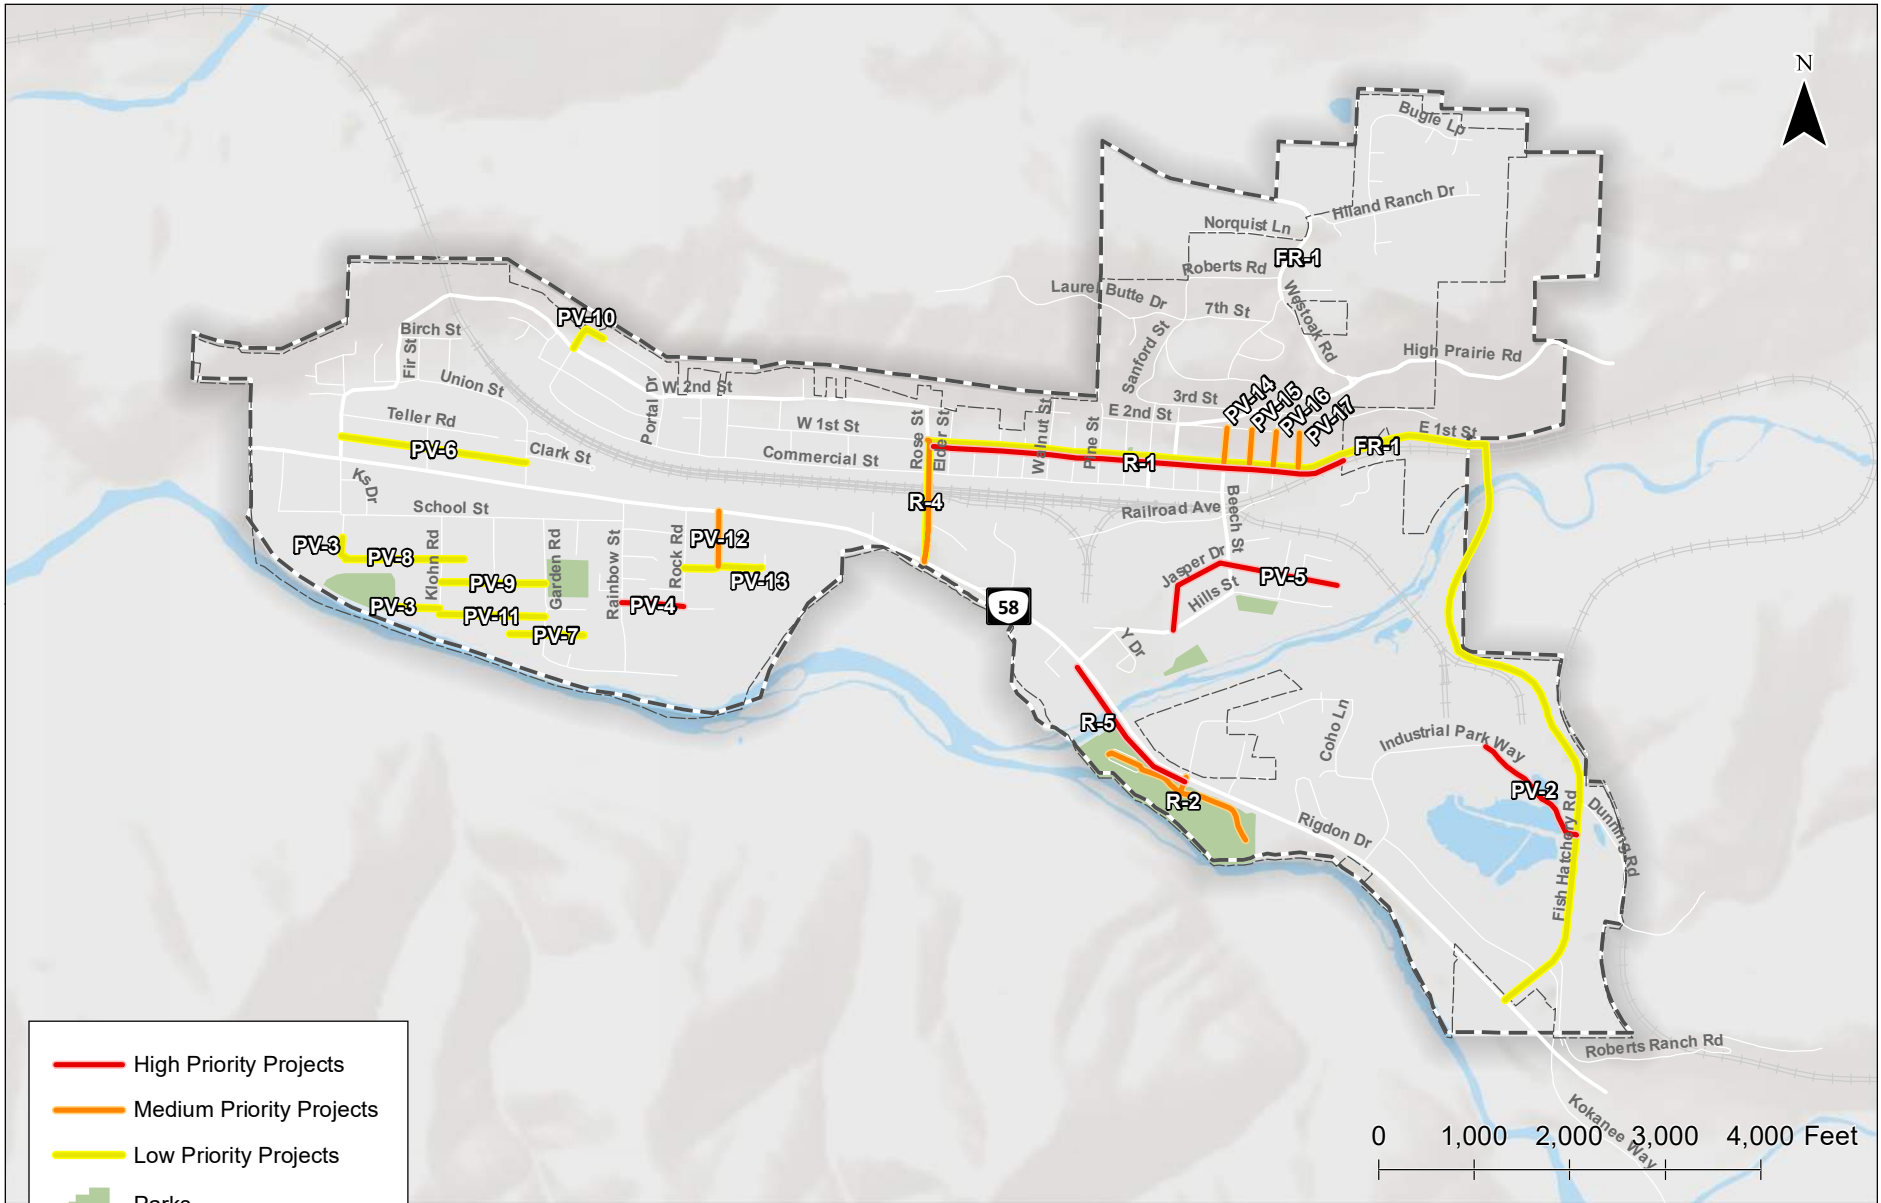 N
Bugle Lp
Hiland Ranch Dr
Norquist Ln
FR-1
Roberts Rd
Laurel Butte Dr
7th St
Westoak Rd
Sanford St
High Prairie Rd
PV-10
Birch St
Fir St
Union St
Portal Dr
W 2nd St
3rd St
E 2nd St
PV-14
PV-15
PV-16
PV-17
Teller Rd
W 1st St
Rose St
Elder St
Walnut St
Pine St
E 1st St
FR-1
PV-6
Clark St
Commercial St
R-1
Ks Dr
School St
R-4
Railroad Ave
Beech St
PV-3
PV-8
Klohn Rd
Garden Rd
Rainbow St
Rock Rd
PV-12
PV-13
Jasper Dr
PV-5
PV-9
Hills St
PV-3
PV-11
PV-4
58
PV-7
Y Dr
R-5
Coho Ln
Industrial Park Way
PV-2
R-2
Rigdon Dr
Fish Hatchery Rd
Dunning Rd
Roberts Ranch Rd
Kokanee Way
High Priority Projects
Medium Priority Projects
Low Priority Projects
Parks
0 1,000 2,000 3,000 4,000 Feet